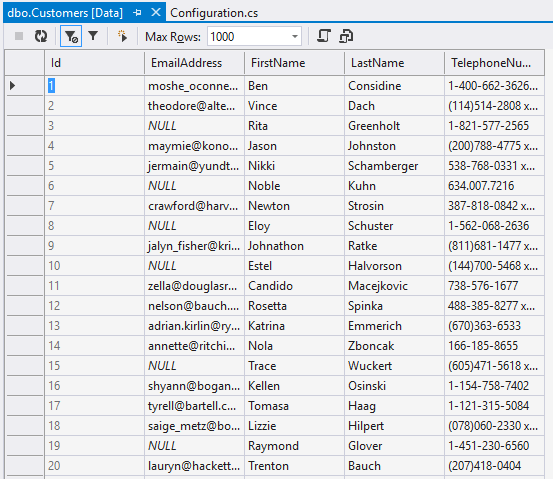 dbo.Customers [Data] Configuration.cs
Max Rows: 1000
Id EmailAddress FirstName LastName TelephoneNu...
1 moshe_oconne... Ben Considine 1-400-662-3626...
2 theodore@alte... Vince Dach (114)514-2808 x...
3 NULL Rita Greenholt 1-821-577-2565
4 maymie@kono... Jason Johnston (200)788-4775 x...
5 jermain@yundt... Nikki Schamberger 538-768-0331 x...
6 NULL Noble Kuhn 634.007.7216
7 crawford@harv... Newton Strosin 387-818-0842 x...
8 NULL Eloy Schuster 1-562-068-2636
9 jalyn_fisher@kri... Johnathon Ratke (811)681-1477 x...
10 NULL Estel Halvorson (144)700-5468 x...
11 zella@douglasr... Candido Macejkovic 738-576-1677
12 nelson@bauch.... Rosetta Spinka 488-385-8277 x...
13 adrian.kirlin@ry... Katrina Emmerich (670)363-6533
14 annette@ritchi... Nola Zboncak 166-185-8655
15 NULL Trace Wuckert (605)471-5618 x...
16 shyann@bogan... Kellen Osinski 1-154-758-7402
17 tyrell@bartell.c... Tomasa Haag 1-121-315-5084
18 saige_metz@bo... Lizzie Hilpert (078)060-2330 x...
19 NULL Raymond Glover 1-451-230-6560
20 lauryn@hackett... Trenton Bauch (207)418-0404